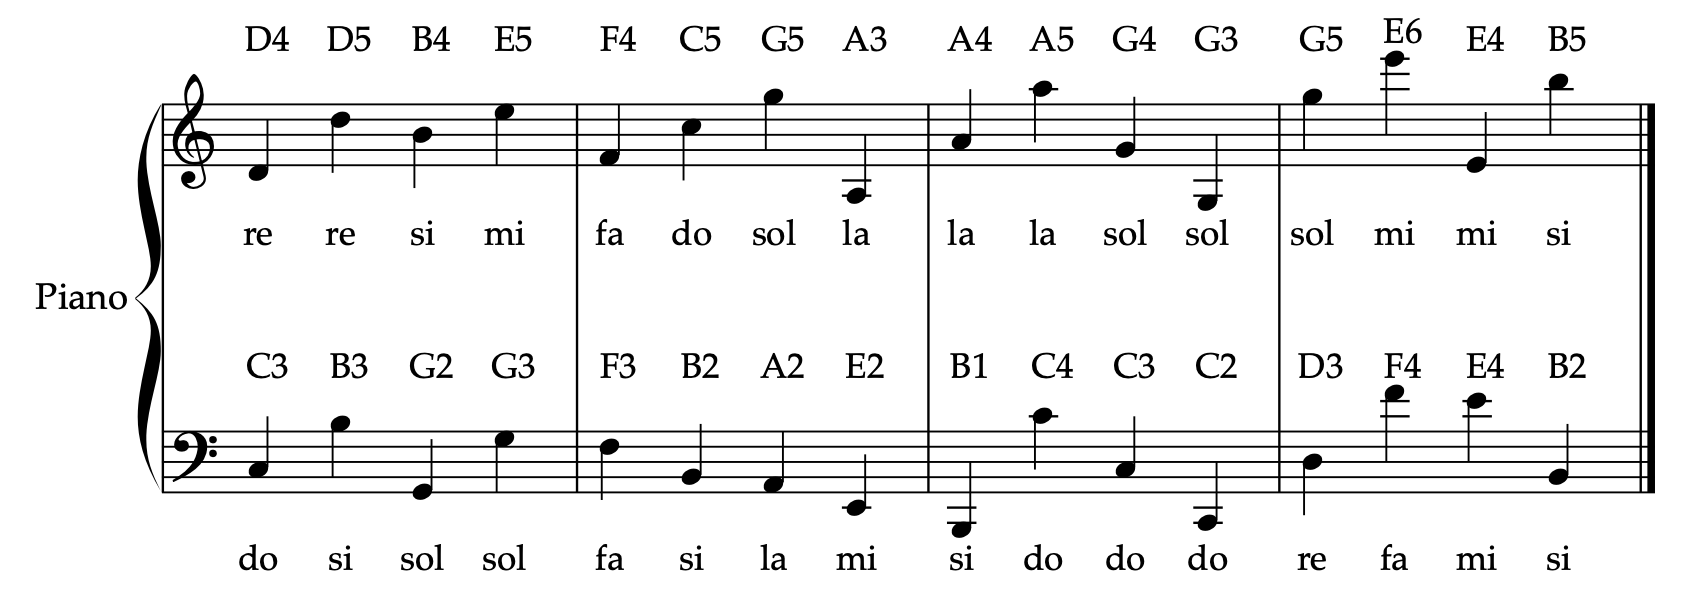 D4 D5 B4 E5 F4 C5 G5 A3 A4 A5 G4 G3 G5 E6 E4 B5
re re si mi fa do sol la la la sol sol sol mi mi si
Piano
C3 B3 G2 G3 F3 B2 A2 E2 B1 C4 C3 C2 D3 F4 E4 B2
do si sol sol fa si la mi si do do do re fa mi si